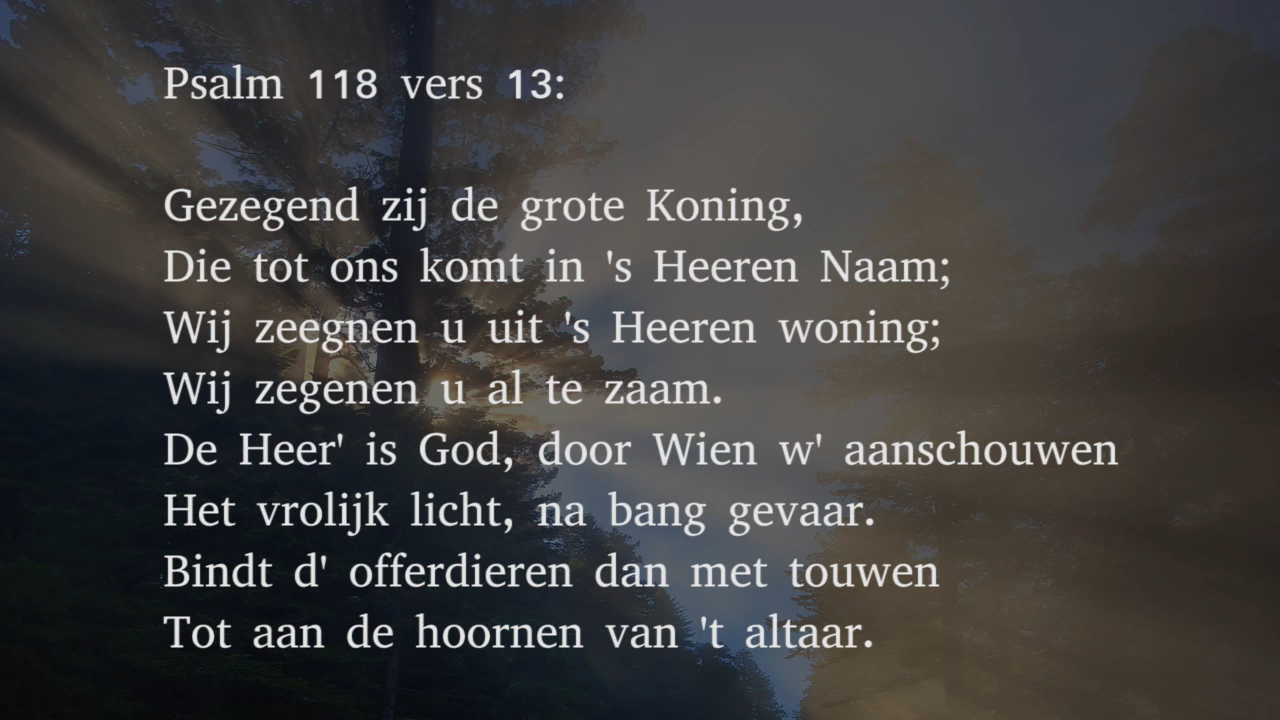 Psalm 118 vers 13:
Gezegend zij de grote Koning,
Die tot ons komt in 's Heeren Naam;
Wij zeegnen u uit 's Heeren woning;
Wij zegenen u al te zaam.
De Heer' is God, door Wien w' aanschouwen
Het vrolijk licht, na bang gevaar.
Bindt d' offerdieren dan met touwen
Tot aan de hoornen van 't altaar.